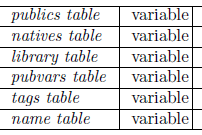 publics table variable
natives table variable
library table variable
pubvars table variable
tags table variable
name table variable